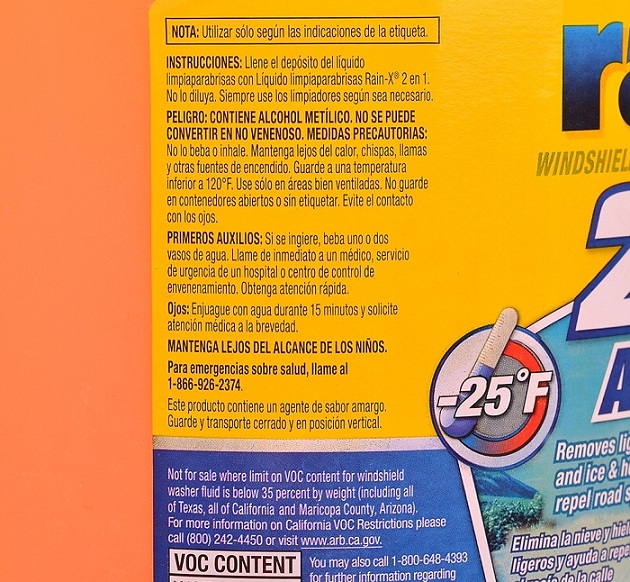 NOTA: Utilizar sólo según las indicaciones de la etiqueta.
INSTRUCCIONES: Llene el depósito del líquido
limpiaparabrisas con Líquido limpiaparabrisas Rain-X® 2 en 1.
No lo diluya. Siempre use los limpiadores según sea necesario.
PELIGRO: CONTIENE ALCOHOL METÍLICO. NO SE PUEDE
CONVERTIR EN NO VENENOSO. MEDIDAS PRECAUTORIAS:
No lo beba o inhale. Mantenga lejos del calor, chispas, llamas
y otras fuentes de encendido. Guarde a una temperatura
inferior a 120°F. Use sólo en áreas bien ventiladas. No guarde
en contenedores abiertos o sin etiquetar. Evite el contacto
con los ojos.
PRIMEROS AUXILIOS: Si se ingiere, beba uno o dos
vasos de agua. Llame de inmediato a un médico, servicio
de urgencia de un hospital o centro de control de
envenenamiento. Obtenga atención rápida.
Ojos: Enjuague con agua durante 15 minutos y solicite
atención médica a la brevedad.
MANTENGA LEJOS DEL ALCANCE DE LOS NIÑOS.
Para emergencias sobre salud, llame al
1-866-926-2374.
Este producto contiene un agente de sabor amargo.
Guarde y transporte cerrado y en posición vertical.
Not for sale where limit on VOC content for windshield
washer fluid is below 35 percent by weight (including all
of Texas, all of California and Maricopa County, Arizona).
For more information on California VOC Restrictions please
call (800) 242-4450 or visit www.arb.ca.gov.
VOC CONTENT
You may also call 1-800-648-4393
for further information regarding
WINDSHIEL
2
-25°F
A
Removes lig
and ice & h
repel road s
Elimina la nieve y hiel
ligeros y ayuda a repe
la calle